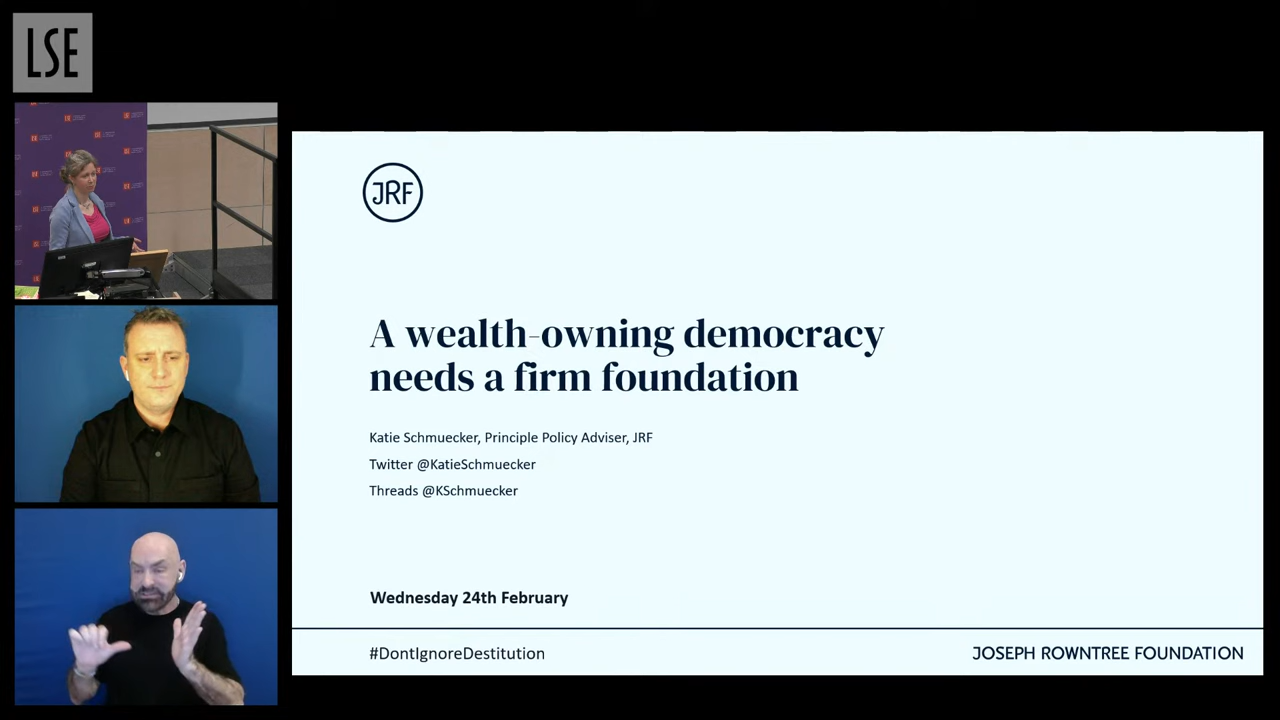 LSE
JRF
A wealth-owning democracy
needs a firm foundation
Katie Schmuecker, Principle Policy Adviser, JRF
Twitter @KatieSchmuecker
Threads @KSchmuecker
Wednesday 24th February
#DontIgnoreDestitution
JOSEPH ROWNTREE FOUNDATION